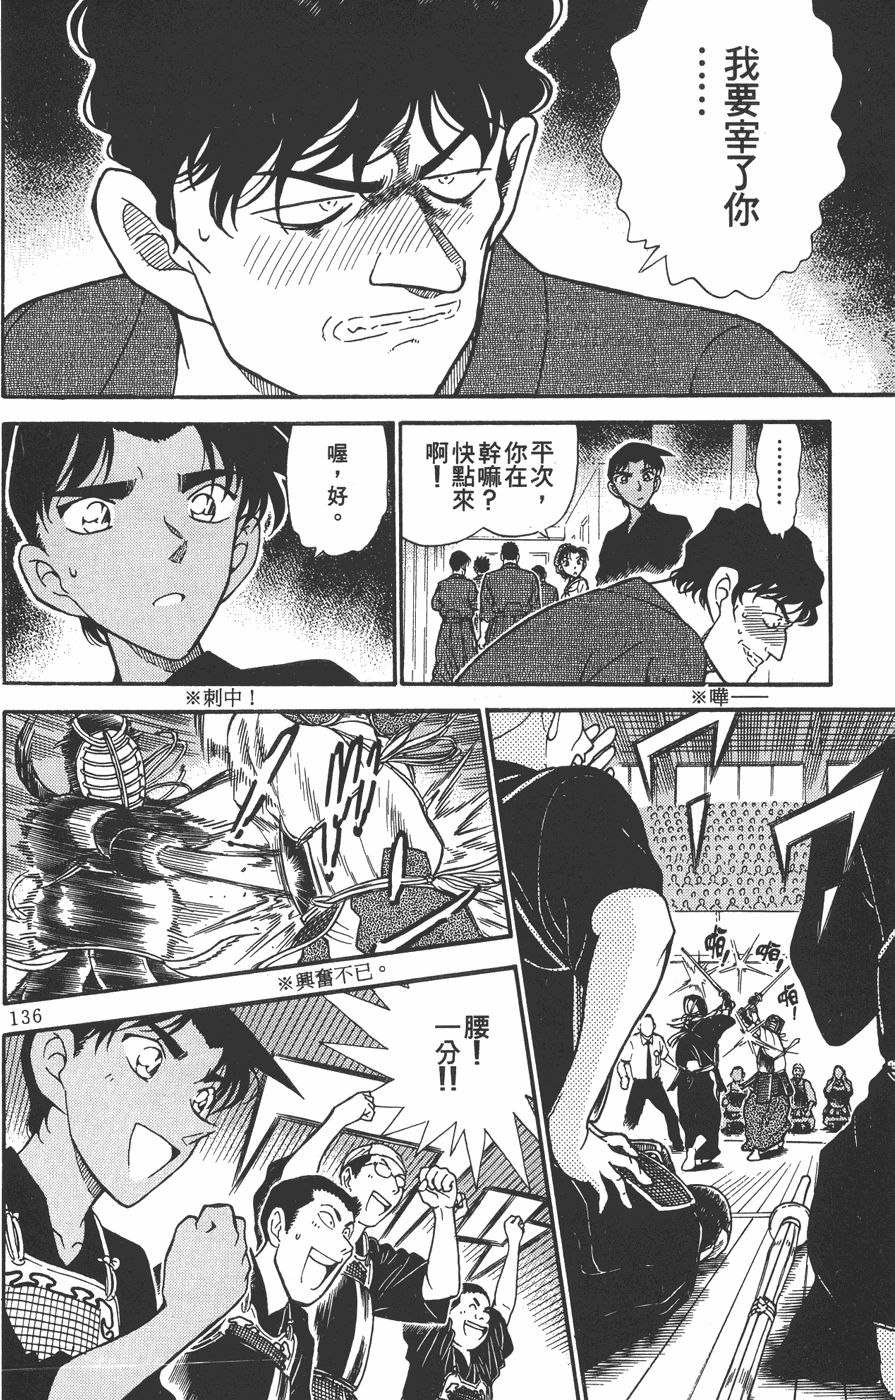 我要宰了你
……
………
平次，
你在
幹嘛？
快點來
啊！
喔，好。
※嘩——
啪！
啪！
啪！
※刺中！
※興奮不已。
腰！
一分!!
136